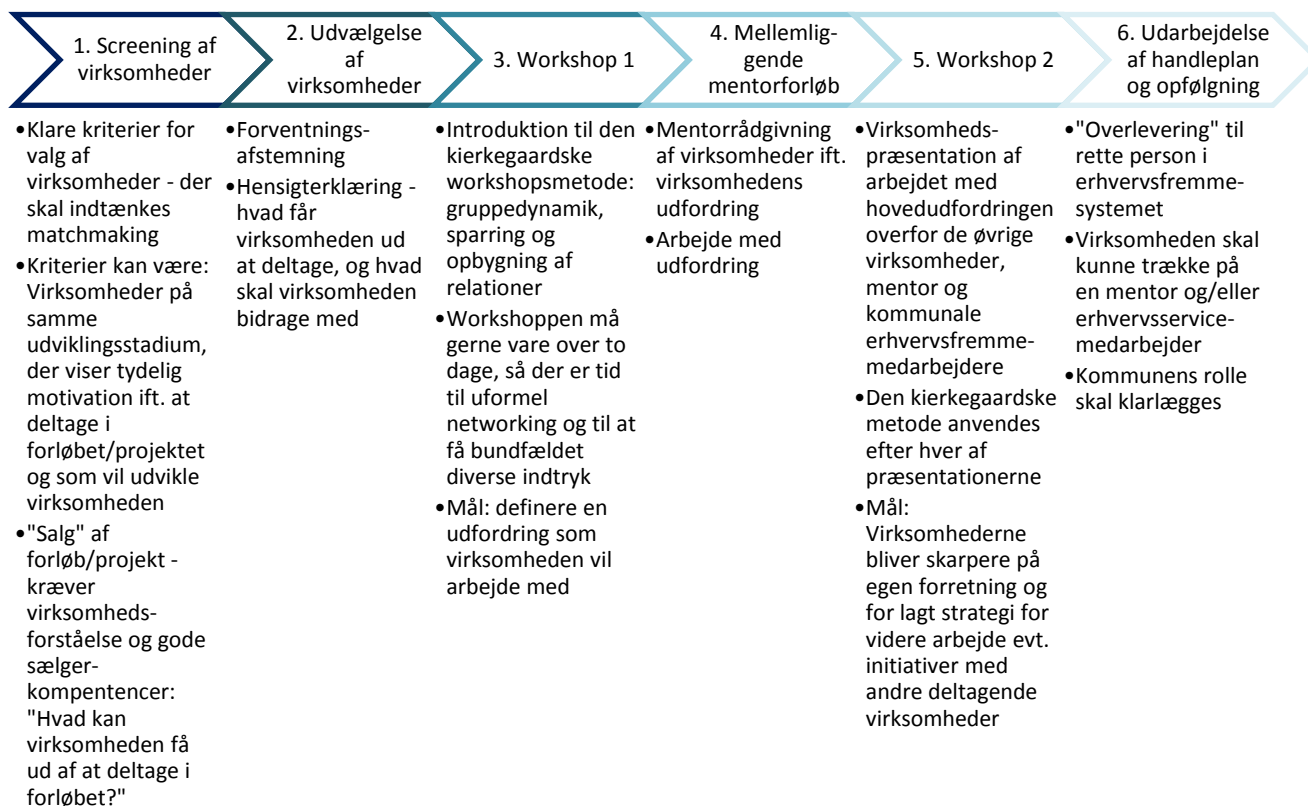 1. Screening af
virksomheder
2. Udvælgelse
af
virksomheder
3. Workshop 1
4. Mellemlig-
gende
mentorforløb
5. Workshop 2
6. Udarbejdelse
af handleplan
og opfølgning
•Klare kriterier for
valg af
virksomheder - der
skal indtænkes
matchmaking
•Kriterier kan være:
Virksomheder på
samme
udviklingsstadium,
der viser tydelig
motivation ift. at
deltage i
forløbet/projektet
og som vil udvikle
virksomheden
•"Salg" af
forløb/projekt -
kræver
virksomheds-
forståelse og gode
sælger-
kompentencer:
"Hvad kan
virksomheden få
ud af at deltage i
forløbet?"
•Forventnings-
afstemning
•Hensigterklæring -
hvad får
virksomheden ud
at deltage, og hvad
skal virksomheden
bidrage med
•Introduktion til den
kierkegaardske
workshopsmetode:
gruppedynamik,
sparring og
opbygning af
relationer
•Workshoppen må
gerne vare over to
dage, så der er tid
til uformel
networking og til at
få bundfældet
diverse indtryk
•Mål: definere en
udfordring som
virksomheden vil
arbejde med
•Mentorrådgivning
af virksomheder ift.
virksomhedens
udfordring
•Arbejde med
udfordring
•Virksomheds-
præsentation af
arbejdet med
hovedudfordringen
overfor de øvrige
virksomheder,
mentor og
kommunale
erhvervsfremme-
medarbejdere
•Den kierkegaardske
metode anvendes
efter hver af
præsentationerne
•Mål:
Virksomhederne
bliver skarpere på
egen forretning og
for lagt strategi for
videre arbejde evt.
initiativer med
andre deltagende
virksomheder
•"Overlevering" til
rette person i
erhvervsfremme-
systemet
•Virksomheden skal
kunne trække på
en mentor og/eller
erhvervsservice-
medarbejder
•Kommunens rolle
skal klarlægges